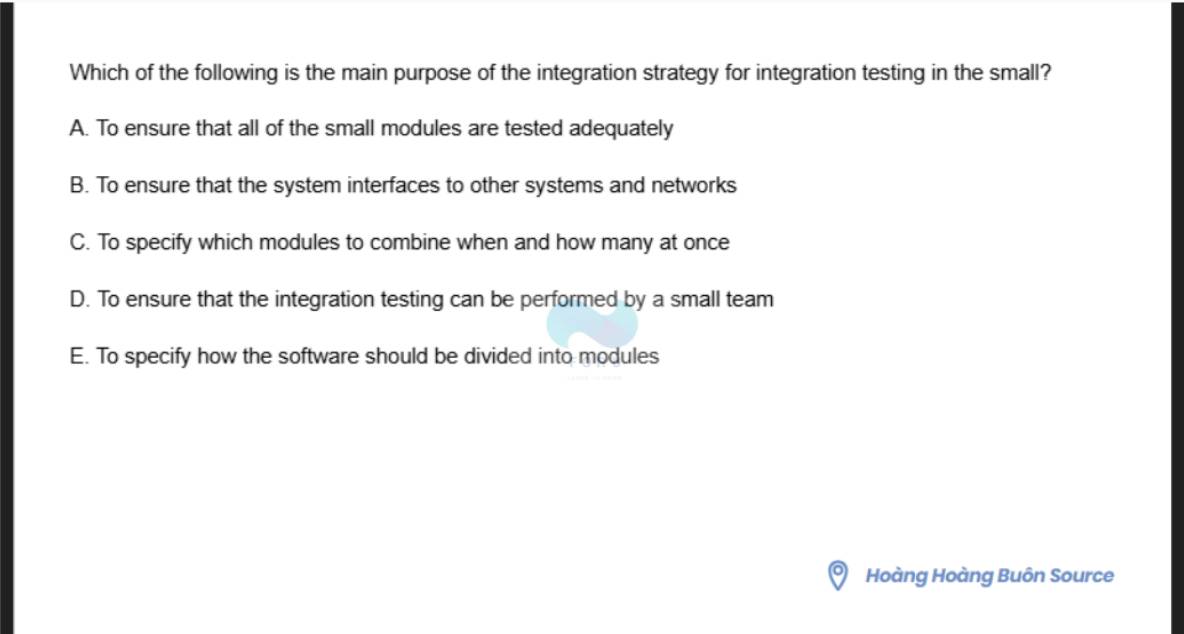 Which of the following is the main purpose of the integration strategy for integration testing in the small?
A. To ensure that all of the small modules are tested adequately
B. To ensure that the system interfaces to other systems and networks
C. To specify which modules to combine when and how many at once
D. To ensure that the integration testing can be performed by a small team
E. To specify how the software should be divided into modules
Hoàng Hoàng Buôn Source